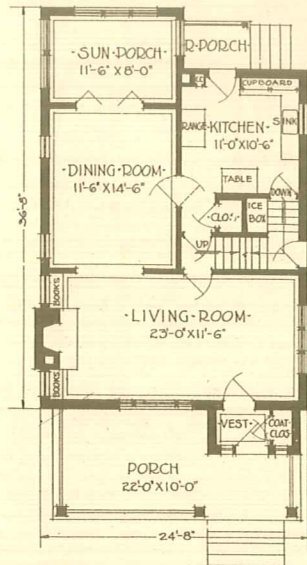 SUN·PORCH
11'-6" X 8'-0"
R·PORCH
CUPBOARD
SINK
RANGE
KITCHEN
11'-0" X 10'-6"
TABLE
DINING·ROOM
11'-6" X 14'-6"
DOWN
CLO.
ICE
BOX
UP
36'-8"
BOOKS
LIVING·ROOM
23'-0" X 11'-6"
BOOKS
VEST·
COAT
CLOS.
PORCH
22'-0" X 10'-0"
24'-8"